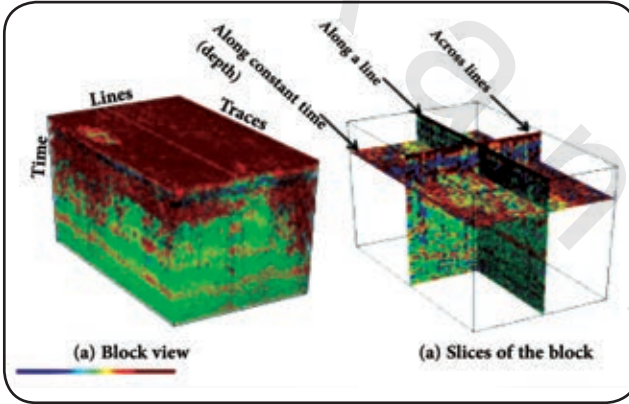 Lines
Traces
Time
Along constant time
(depth)
Along a line
Across lines
(a) Block view
(a) Slices of the block